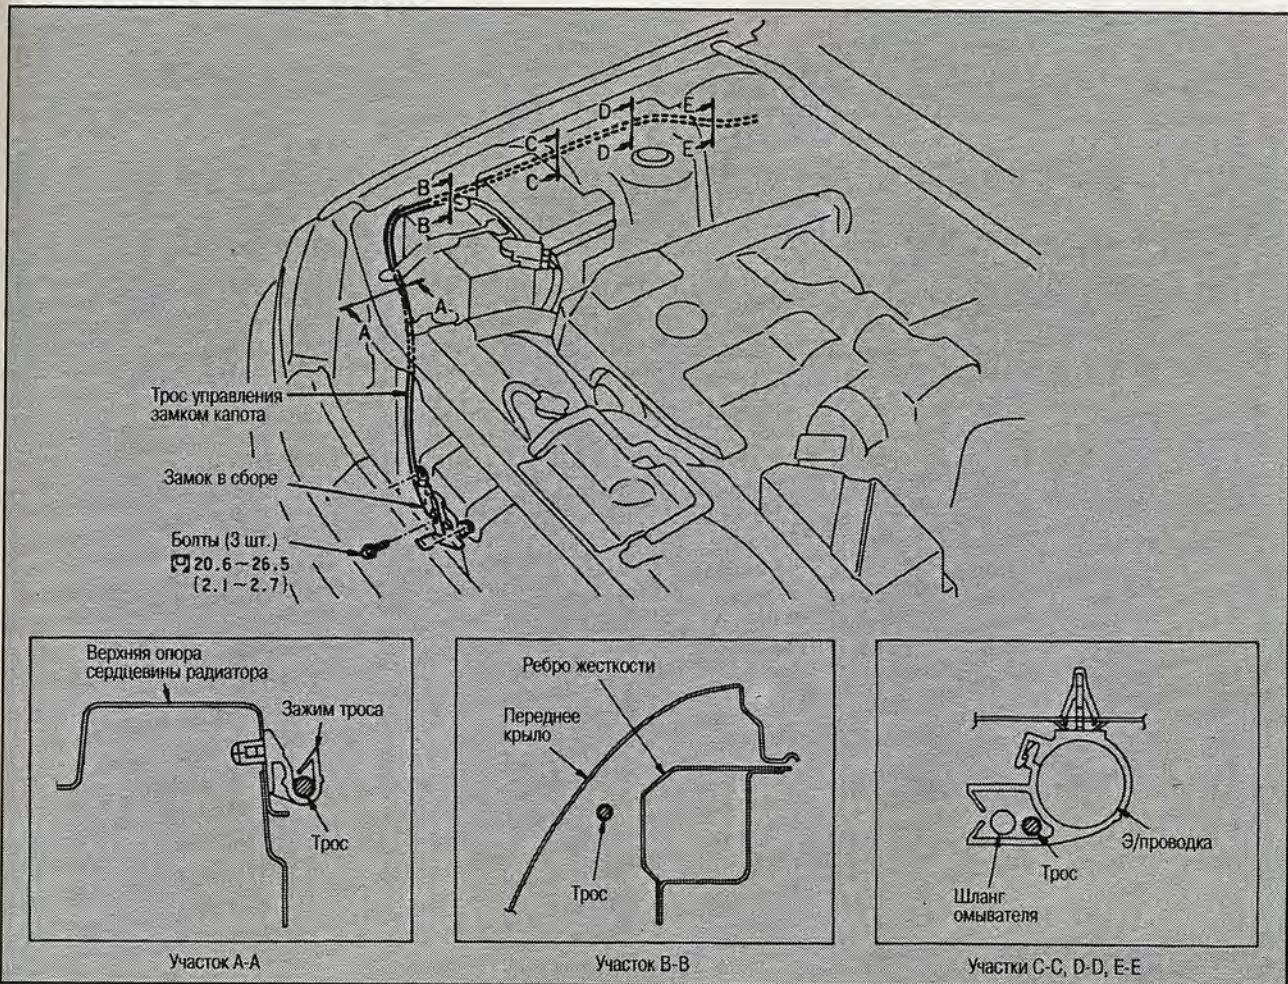 E
D
C
D
E
B
C
B
A
A
Трос управления
замком капота
Замок в сборе
Болты (3 шт.)
20.6~26.5
(2.1~2.7)
Верхняя опора
сердцевины радиатора
Зажим троса
Трос
Участок А-А
Ребро жесткости
Переднее
крыло
Трос
Участок В-В
Э/проводка
Трос
Шланг
омывателя
Участки С-С, D-D, Е-Е